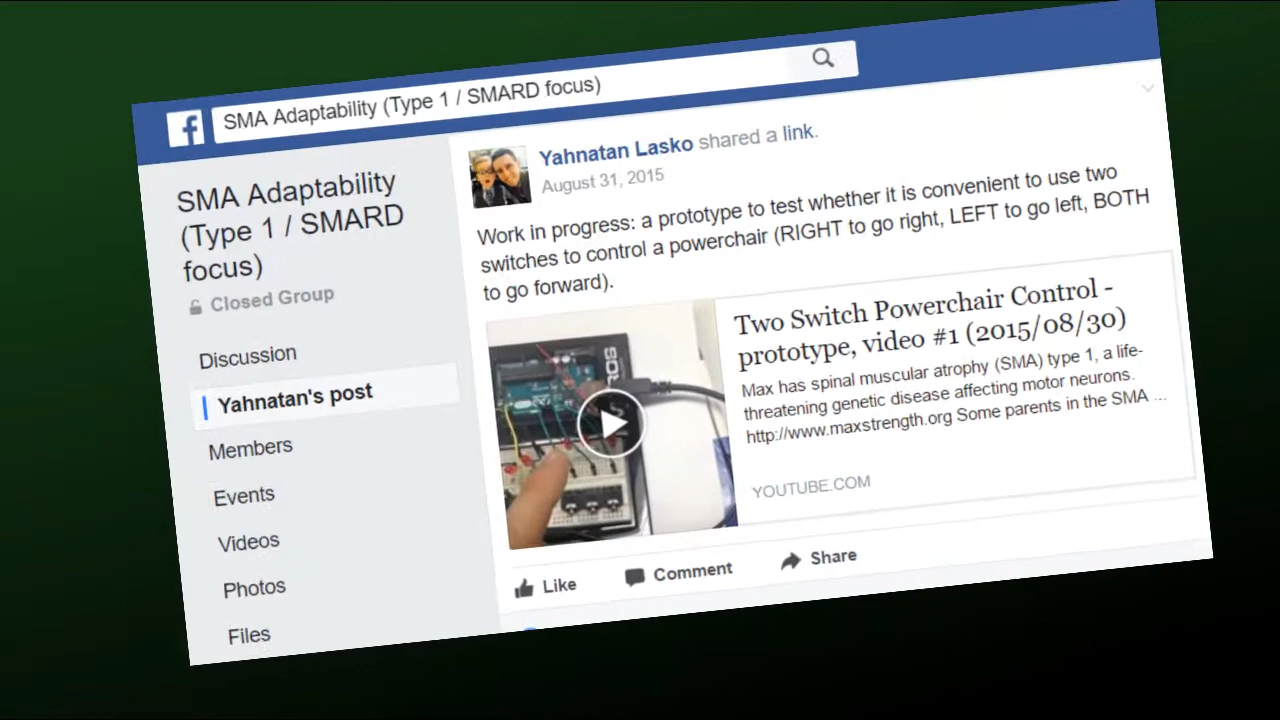 SMA Adaptability (Type 1 / SMARD focus)
SMA Adaptability
(Type 1 / SMARD
focus)
Closed Group
Discussion
Yahnatan's post
Members
Events
Videos
Photos
Files
Yahnatan Lasko shared a link.
August 31, 2015
Work in progress: a prototype to test whether it is convenient to use two
switches to control a powerchair (RIGHT to go right, LEFT to go left, BOTH
to go forward).
Two Switch Powerchair Control -
prototype, video #1 (2015/08/30)
Max has spinal muscular atrophy (SMA) type 1, a life-
threatening genetic disease affecting motor neurons.
http://www.maxstrength.org Some parents in the SMA ...
YOUTUBE.COM
Like
Comment
Share